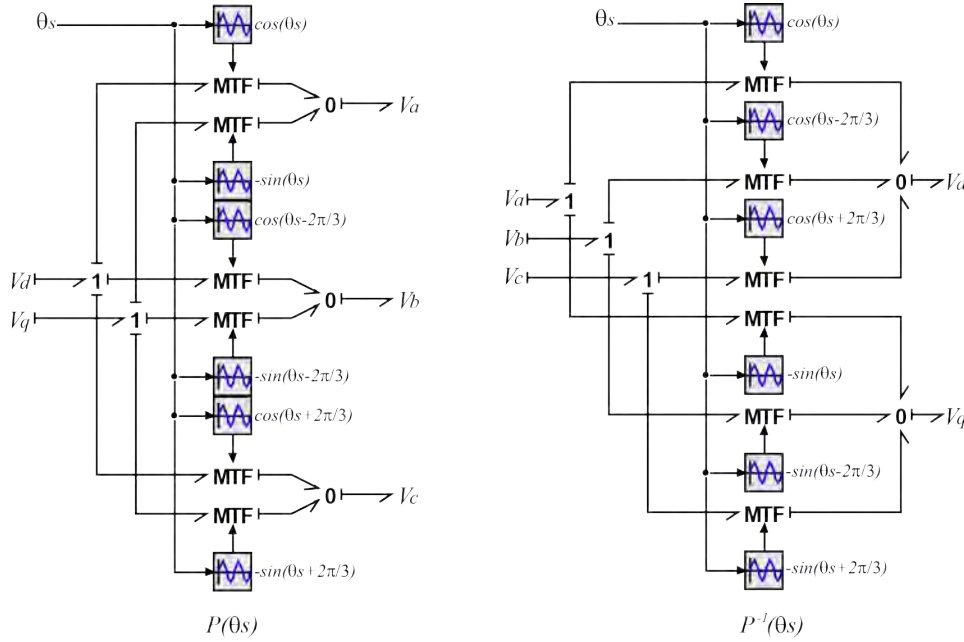 θs
cos(θs)
MTF
0
Va
MTF
-sin(θs)
cos(θs-2π/3)
Vd
1
MTF
0
Vb
Vq
1
MTF
-sin(θs-2π/3)
cos(θs+2π/3)
MTF
0
Vc
MTF
-sin(θs+2π/3)
P(θs)
θs
cos(θs)
MTF
cos(θs-2π/3)
Va
1
MTF
0
Vd
Vb
1
cos(θs+2π/3)
Vc
1
MTF
MTF
-sin(θs)
MTF
0
Vq
-sin(θs-2π/3)
MTF
-sin(θs+2π/3)
P⁻¹(θs)